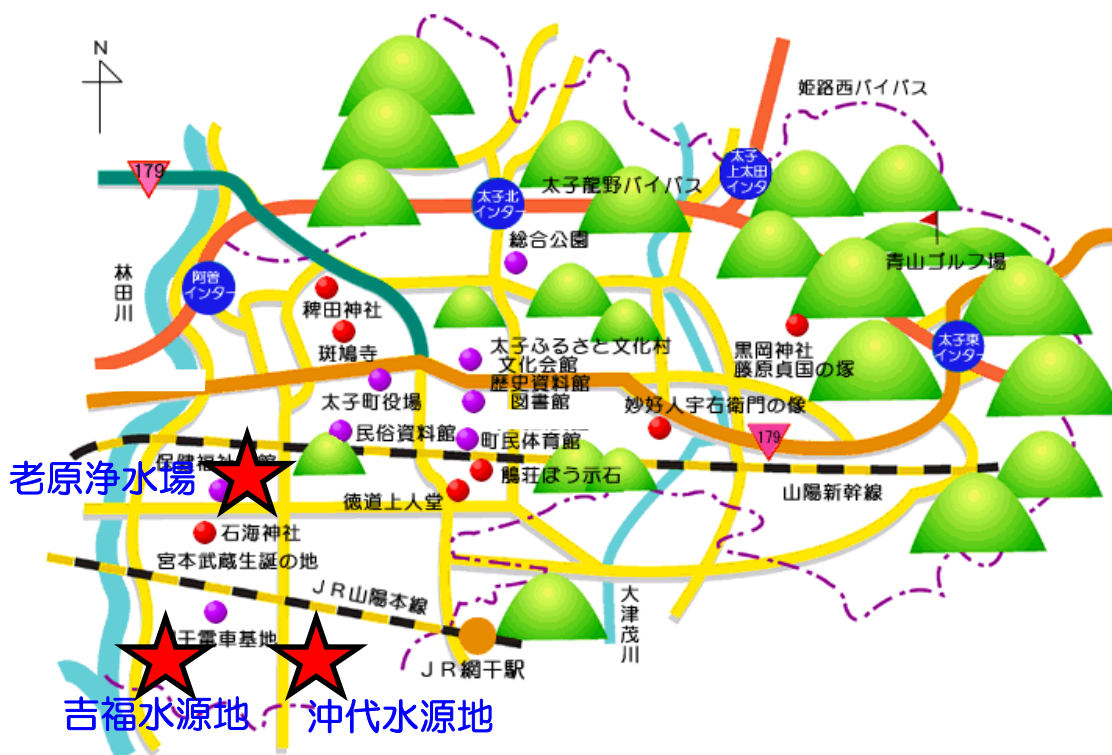 N
姫路西バイパス
179
太子
上太田
インタ
太子龍野バイパス
太子北
インター
総合公園
青山ゴルフ場
林田川
阿曽
インター
稗田神社
斑鳩寺
太子ふるさと文化村
文化会館
歴史資料館
図書館
黒岡神社
藤原貞国の塚
太子東
インター
太子町役場
妙好人宇右衛門の像
民俗資料館
町民体育館
179
保健福祉
館
老原浄水場
鵤荘ぼう示石
山陽新幹線
徳道上人堂
石海神社
宮本武蔵生誕の地
JR山陽本線
大津茂川
干電車基地
JR網干駅
吉福水源地
沖代水源地